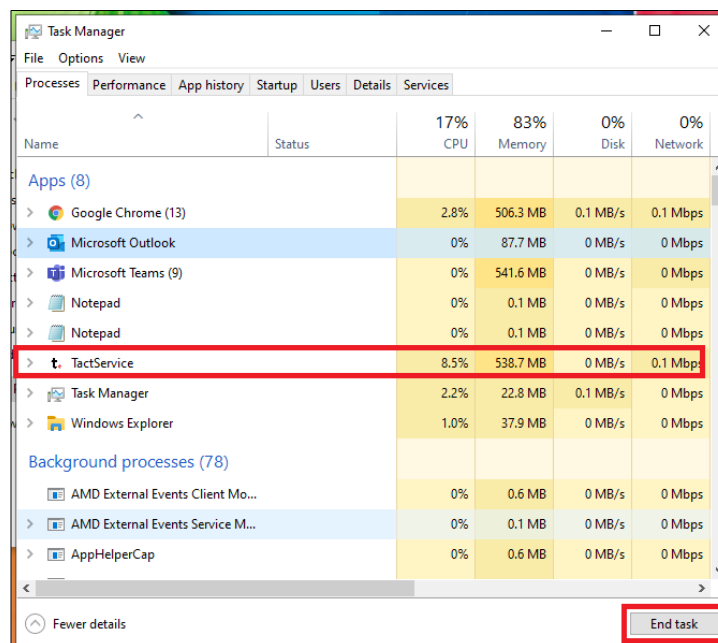 Task Manager
File Options View
Processes Performance App history Startup Users Details Services
17% 83% 0% 0%
Name Status CPU Memory Disk Network
Apps (8)
Google Chrome (13) 2.8% 506.3 MB 0.1 MB/s 0.1 Mbps
Microsoft Outlook 0% 87.7 MB 0 MB/s 0 Mbps
Microsoft Teams (9) 0% 541.6 MB 0 MB/s 0 Mbps
Notepad 0% 0.1 MB 0 MB/s 0 Mbps
Notepad 0% 0.1 MB 0 MB/s 0 Mbps
t. TactService 8.5% 538.7 MB 0 MB/s 0.1 Mbps
Task Manager 2.2% 22.8 MB 0.1 MB/s 0 Mbps
Windows Explorer 1.0% 37.9 MB 0 MB/s 0 Mbps
Background processes (78)
AMD External Events Client Mo... 0% 0.6 MB 0 MB/s 0 Mbps
AMD External Events Service M... 0% 0.1 MB 0 MB/s 0 Mbps
AppHelperCap 0% 0.6 MB 0 MB/s 0 Mbps
Fewer details End task